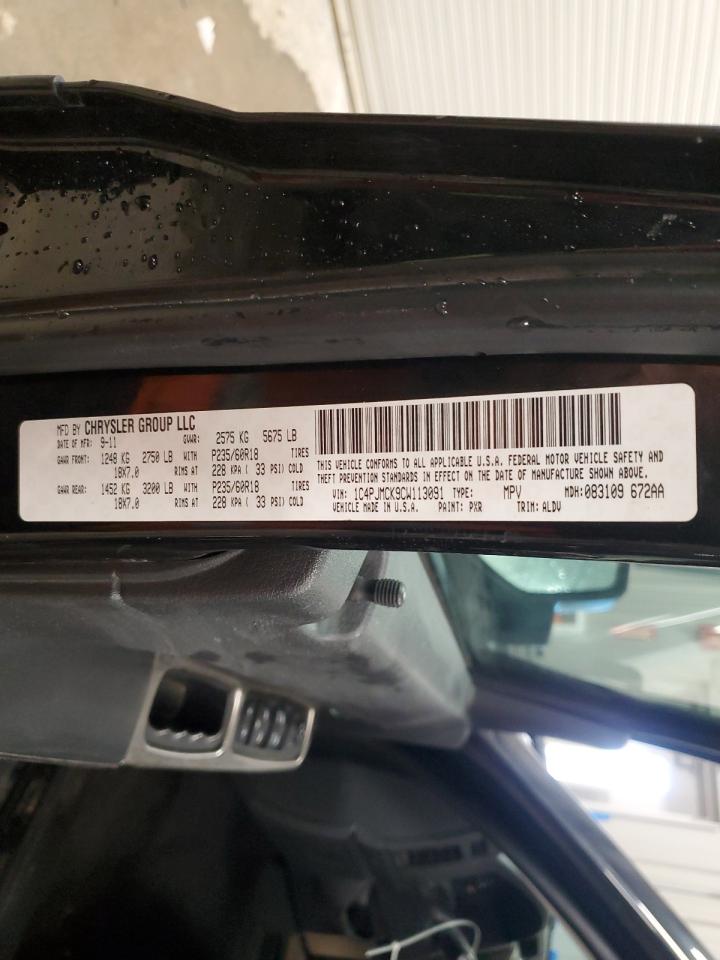 MFD BY CHRYSLER GROUP LLC
DATE OF MFR: 9-11 GVWR: 2575 KG 5675 LB
GAWR FRONT: 1248 KG 2750 LB WITH P235/60R18 TIRES
18X7.0 RIMS AT 228 KPA ( 33 PSI) COLD
GAWR REAR: 1452 KG 3200 LB WITH P235/60R18 TIRES
18X7.0 RIMS AT 228 KPA ( 33 PSI) COLD
THIS VEHICLE CONFORMS TO ALL APPLICABLE U.S.A. FEDERAL MOTOR VEHICLE SAFETY AND
THEFT PREVENTION STANDARDS IN EFFECT ON THE DATE OF MANUFACTURE SHOWN ABOVE.
VIN: 1C4PJMCK9CW113091 TYPE: MPV MDH: 083109 672AA
VEHICLE MADE IN U.S.A. PAINT: PXR TRIM: ALDV